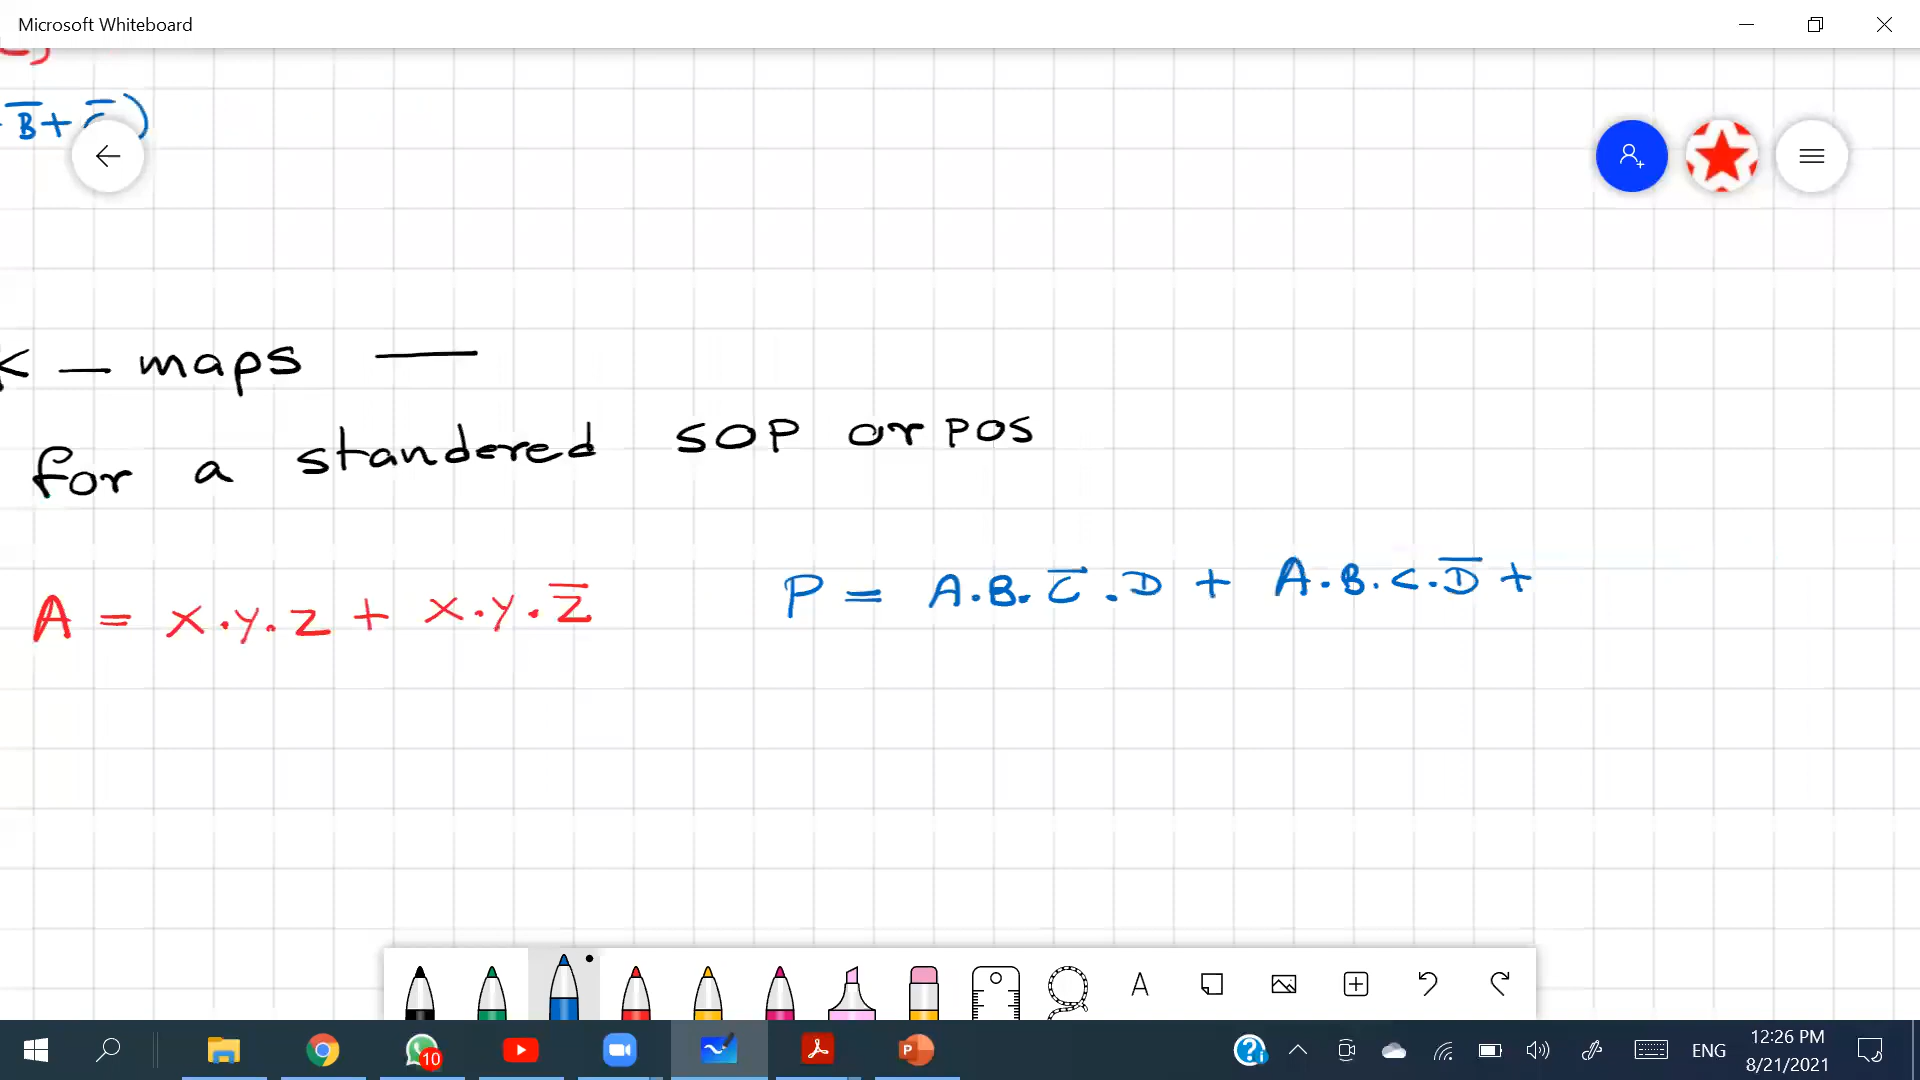 Microsoft Whiteboard
B̅ + C̅ )
K – maps —
for a standered SOP or POS
A = X.Y.Z + X.Y.Z̅
P = A.B.C̅.D + A.B.C.D̅ +
A
10
ENG
12:26 PM
8/21/2021